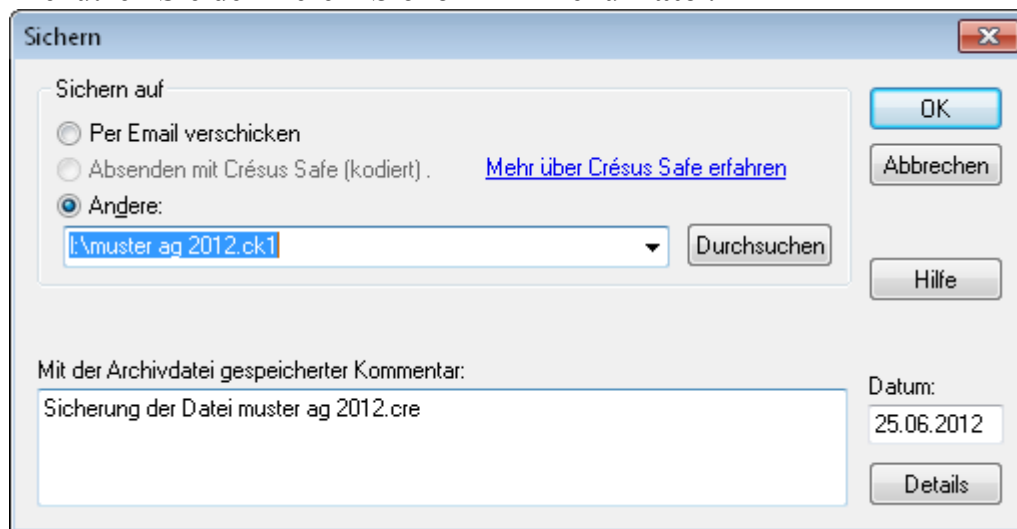 Sichern
Sichern auf
Per Email verschicken
Absenden mit Crésus Safe (kodiert) . Mehr über Crésus Safe erfahren
Andere:
I:\muster ag 2012.ck1
Durchsuchen
OK
Abbrechen
Hilfe
Mit der Archivdatei gespeicherter Kommentar:
Sicherung der Datei muster ag 2012.cre
Datum:
25.06.2012
Details